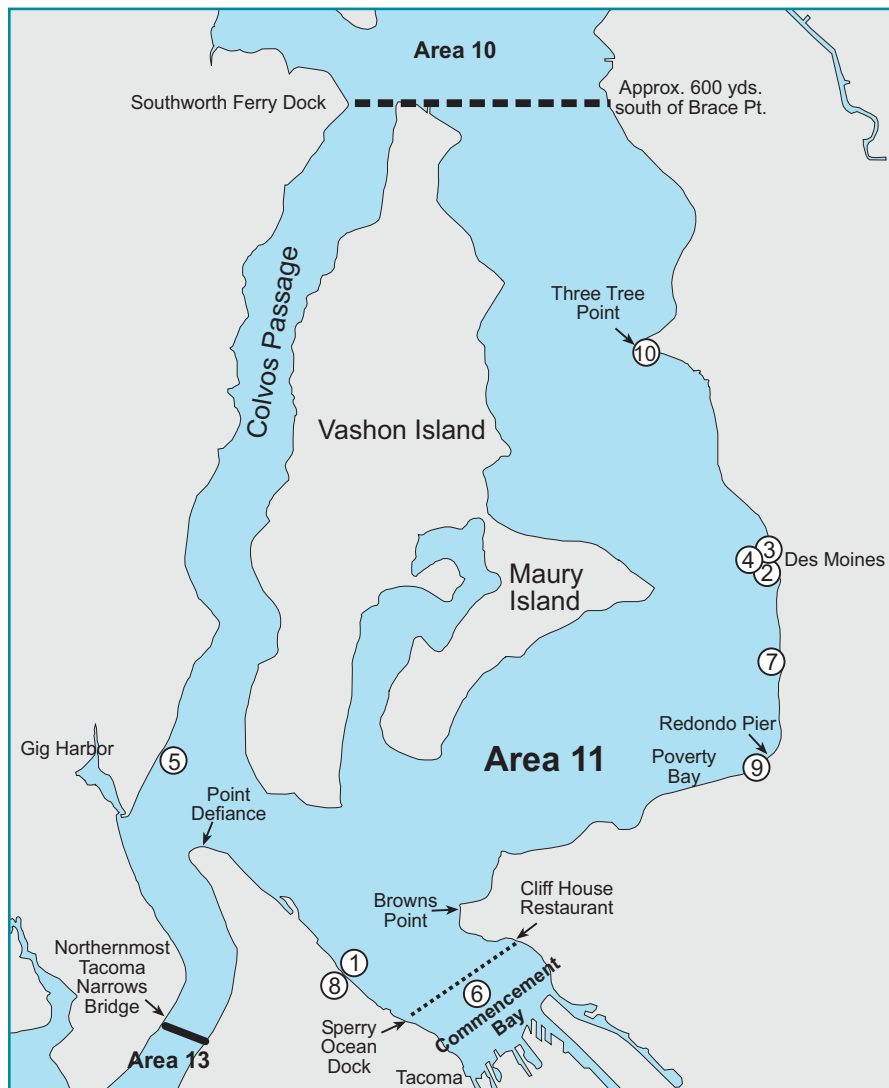 Area 10
Southworth Ferry Dock
Approx. 600 yds.
south of Brace Pt.
Colvos Passage
Three Tree
Point
10
Vashon Island
3
4
Des Moines
2
Maury
Island
7
Redondo Pier
Gig Harbor
5
Area 11
Poverty
Bay
9
Point
Defiance
Cliff House
Restaurant
Browns
Point
Northernmost
Tacoma
Narrows
Bridge
1
8
6
Commencement
Bay
Sperry
Ocean
Dock
Area 13
Tacoma